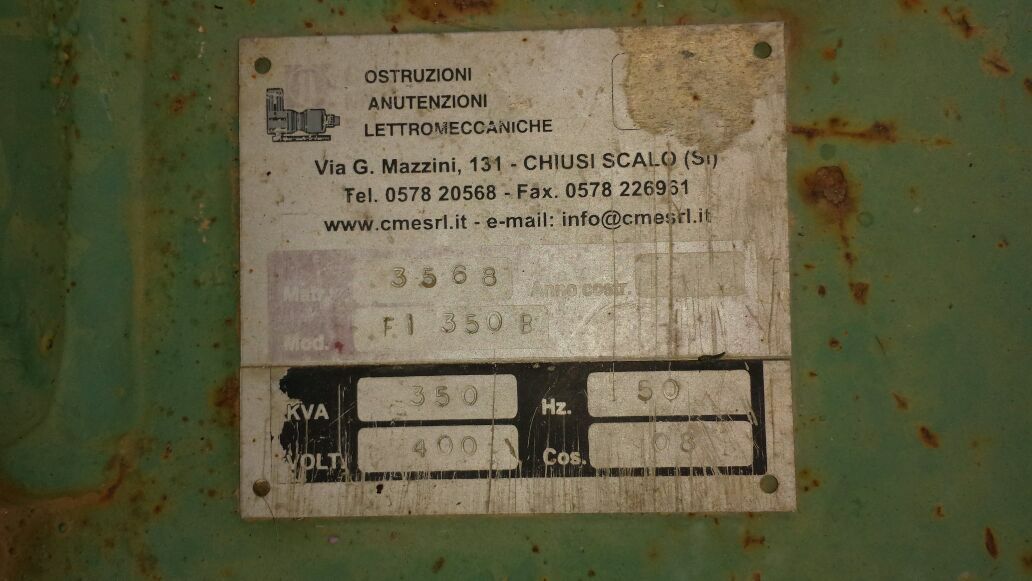 OSTRUZIONI
ANUTENZIONI
LETTROMECCANICHE
Via G. Mazzini, 131 - CHIUSI SCALO (SI)
Tel. 0578 20568 - Fax. 0578 226961
www.cmesrl.it - e-mail: info@cmesrl.it
Matr. 3568 Anno costr.
Mod. FI 350 B
KVA 350 Hz. 50
VOLT. 400 Cos. 08